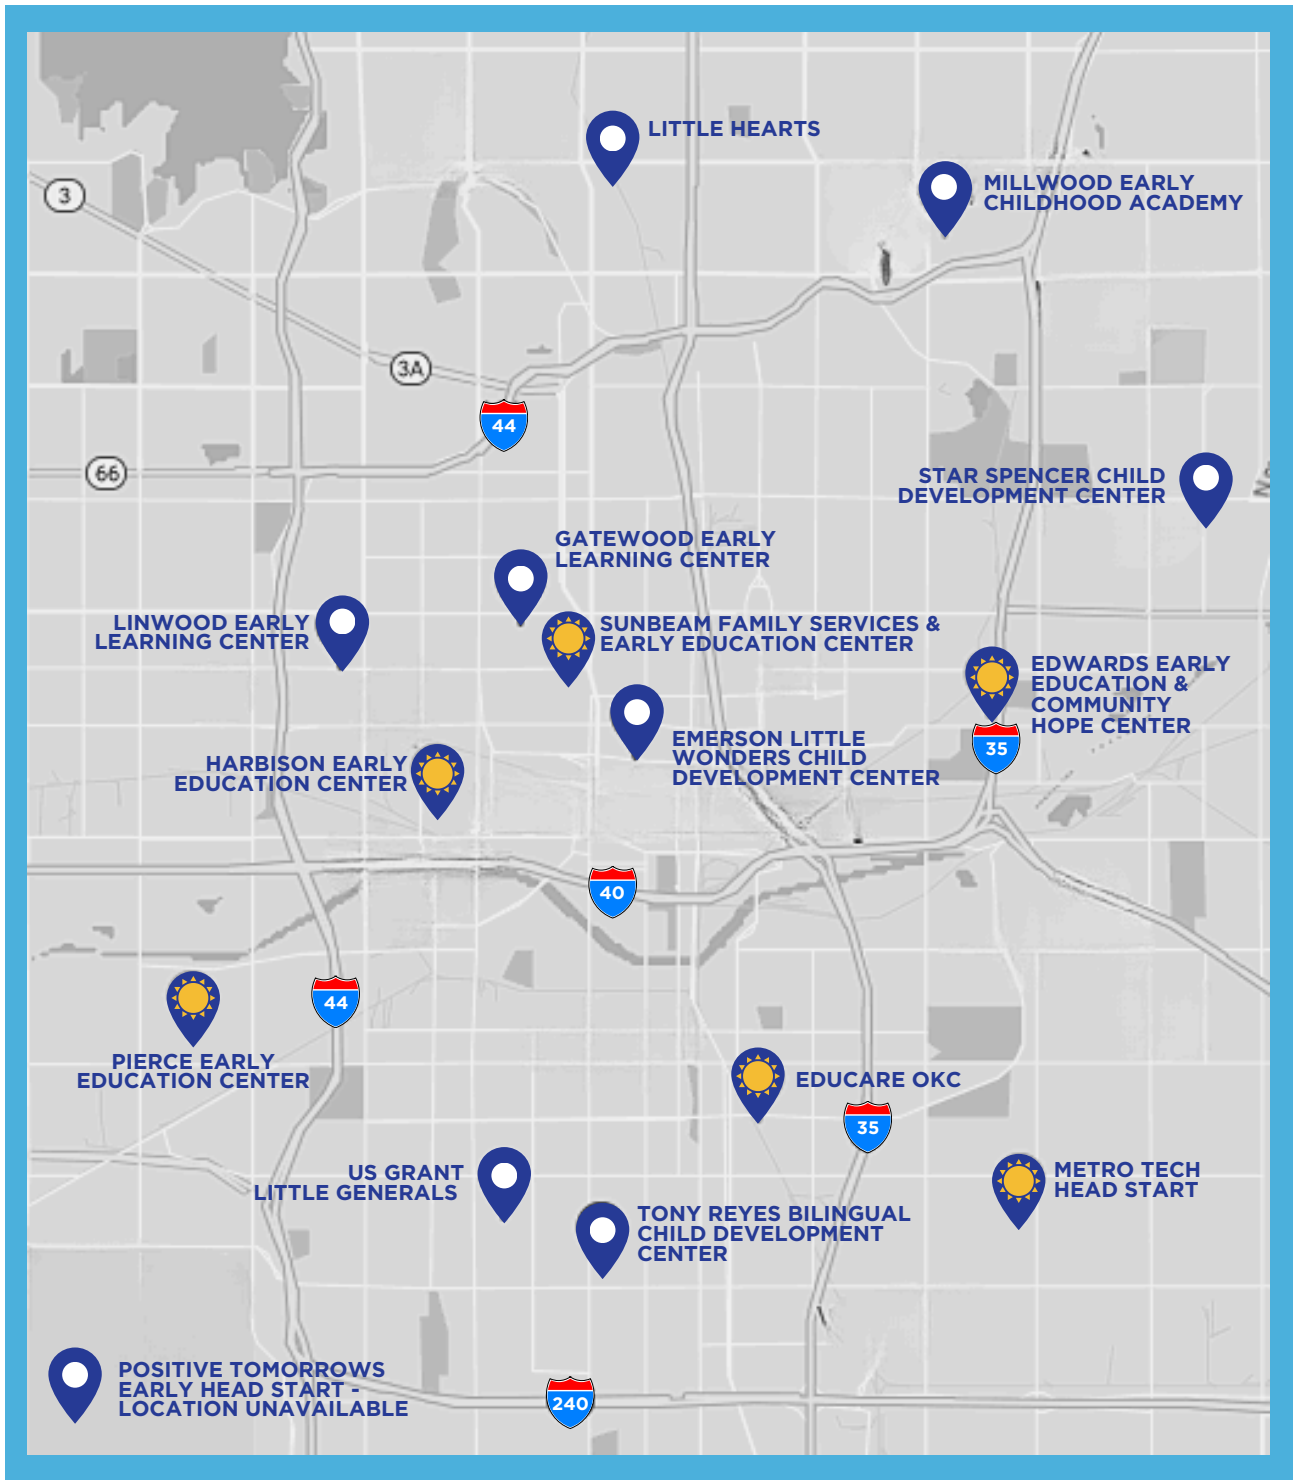 LITTLE HEARTS
MILLWOOD EARLY
CHILDHOOD ACADEMY
3
3A
44
66
STAR SPENCER CHILD
DEVELOPMENT CENTER
GATEWOOD EARLY
LEARNING CENTER
LINWOOD EARLY
LEARNING CENTER
SUNBEAM FAMILY SERVICES &
EARLY EDUCATION CENTER
EDWARDS EARLY
EDUCATION &
COMMUNITY
HOPE CENTER
35
EMERSON LITTLE
WONDERS CHILD
DEVELOPMENT CENTER
HARBISON EARLY
EDUCATION CENTER
40
44
PIERCE EARLY
EDUCATION CENTER
EDUCARE OKC
35
US GRANT
LITTLE GENERALS
METRO TECH
HEAD START
TONY REYES BILINGUAL
CHILD DEVELOPMENT
CENTER
POSITIVE TOMORROWS
EARLY HEAD START -
LOCATION UNAVAILABLE
240